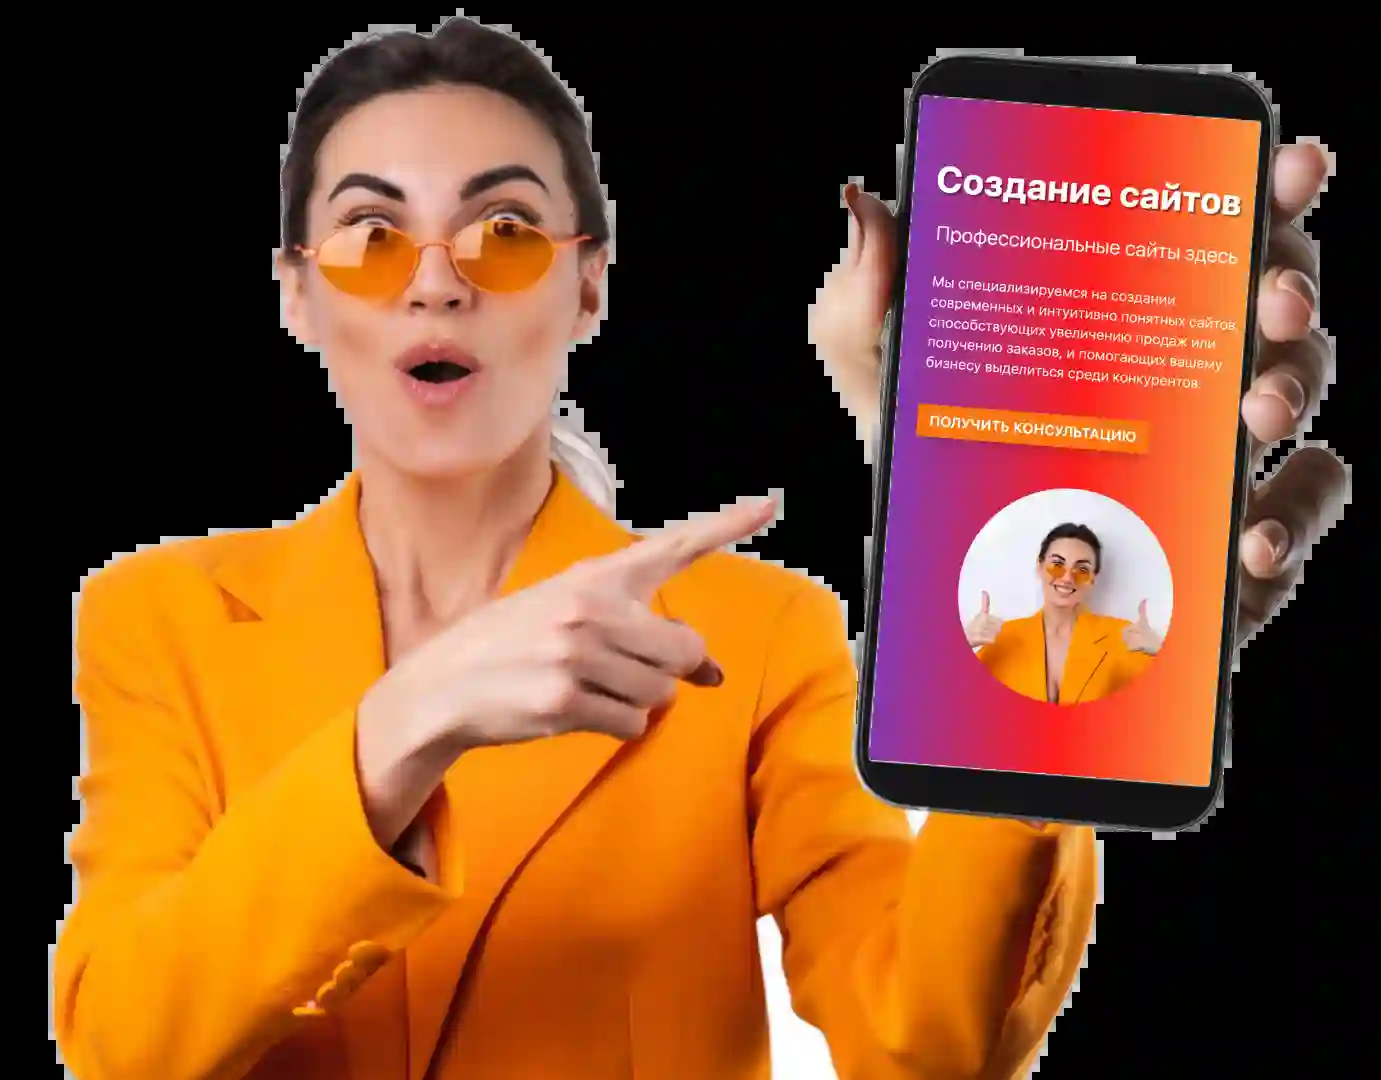 Создание сайтов
Профессиональные сайты здесь
Мы специализируемся на создании
современных и интуитивно понятных сайтов,
способствующих увеличению продаж или
получению заказов, и помогающих вашему
бизнесу выделиться среди конкурентов.
ПОЛУЧИТЬ КОНСУЛЬТАЦИЮ